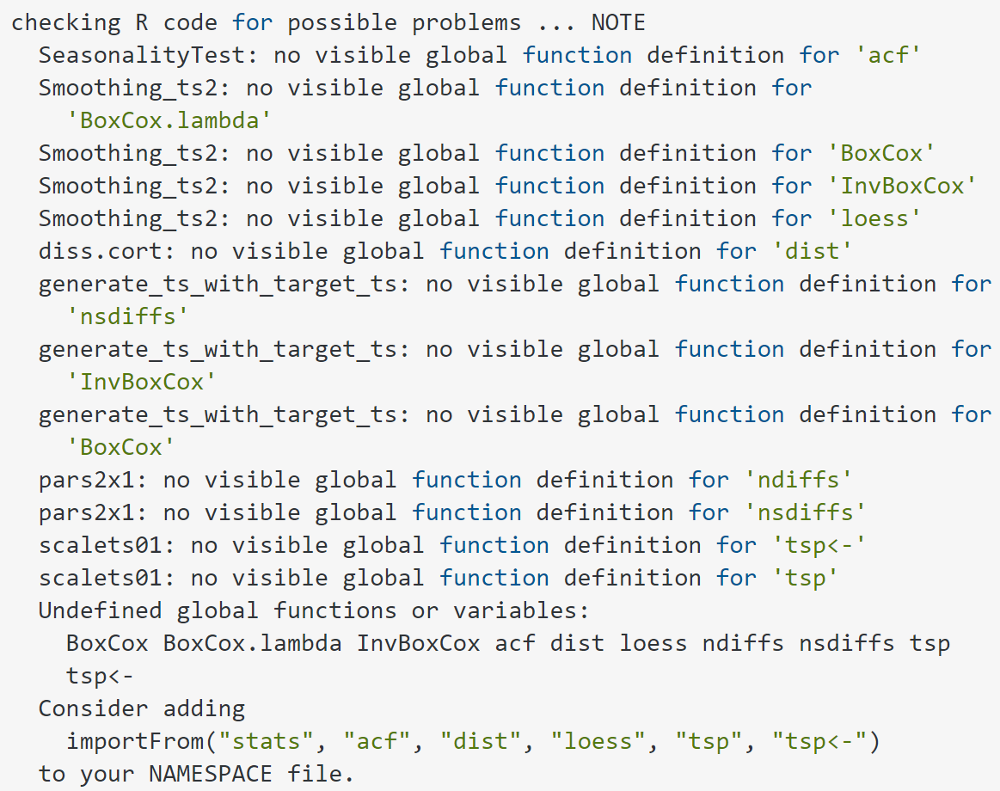 checking R code for possible problems ... NOTE
SeasonalityTest: no visible global function definition for 'acf'
Smoothing_ts2: no visible global function definition for
'BoxCox.lambda'
Smoothing_ts2: no visible global function definition for 'BoxCox'
Smoothing_ts2: no visible global function definition for 'InvBoxCox'
Smoothing_ts2: no visible global function definition for 'loess'
diss.cort: no visible global function definition for 'dist'
generate_ts_with_target_ts: no visible global function definition for
'nsdiffs'
generate_ts_with_target_ts: no visible global function definition for
'InvBoxCox'
generate_ts_with_target_ts: no visible global function definition for
'BoxCox'
pars2x1: no visible global function definition for 'ndiffs'
pars2x1: no visible global function definition for 'nsdiffs'
scalets01: no visible global function definition for 'tsp<-'
scalets01: no visible global function definition for 'tsp'
Undefined global functions or variables:
BoxCox BoxCox.lambda InvBoxCox acf dist loess ndiffs nsdiffs tsp
tsp<-
Consider adding
importFrom("stats", "acf", "dist", "loess", "tsp", "tsp<-")
to your NAMESPACE file.